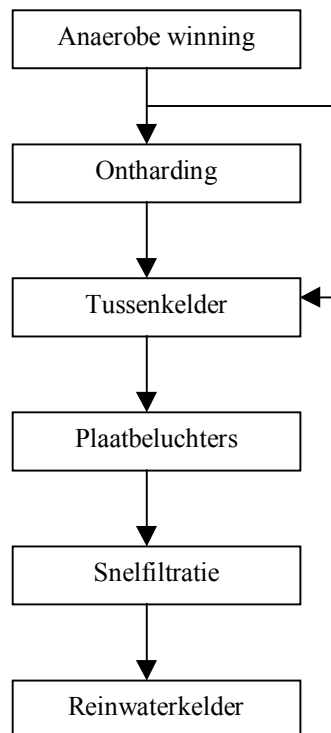 Anaerobe winning
Ontharding
Tussenkelder
Plaatbeluchters
Snelfiltratie
Reinwaterkelder